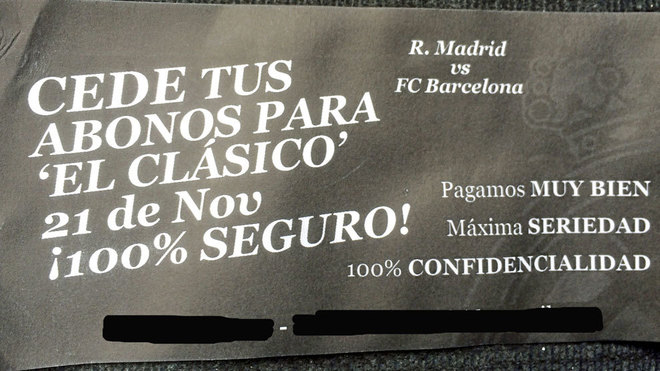 CEDE TUS
ABONOS PARA
‘EL CLÁSICO’
21 de Nov
¡100% SEGURO!
R. Madrid
vs
FC Barcelona
Pagamos MUY BIEN
Máxima SERIEDAD
100% CONFIDENCIALIDAD
-